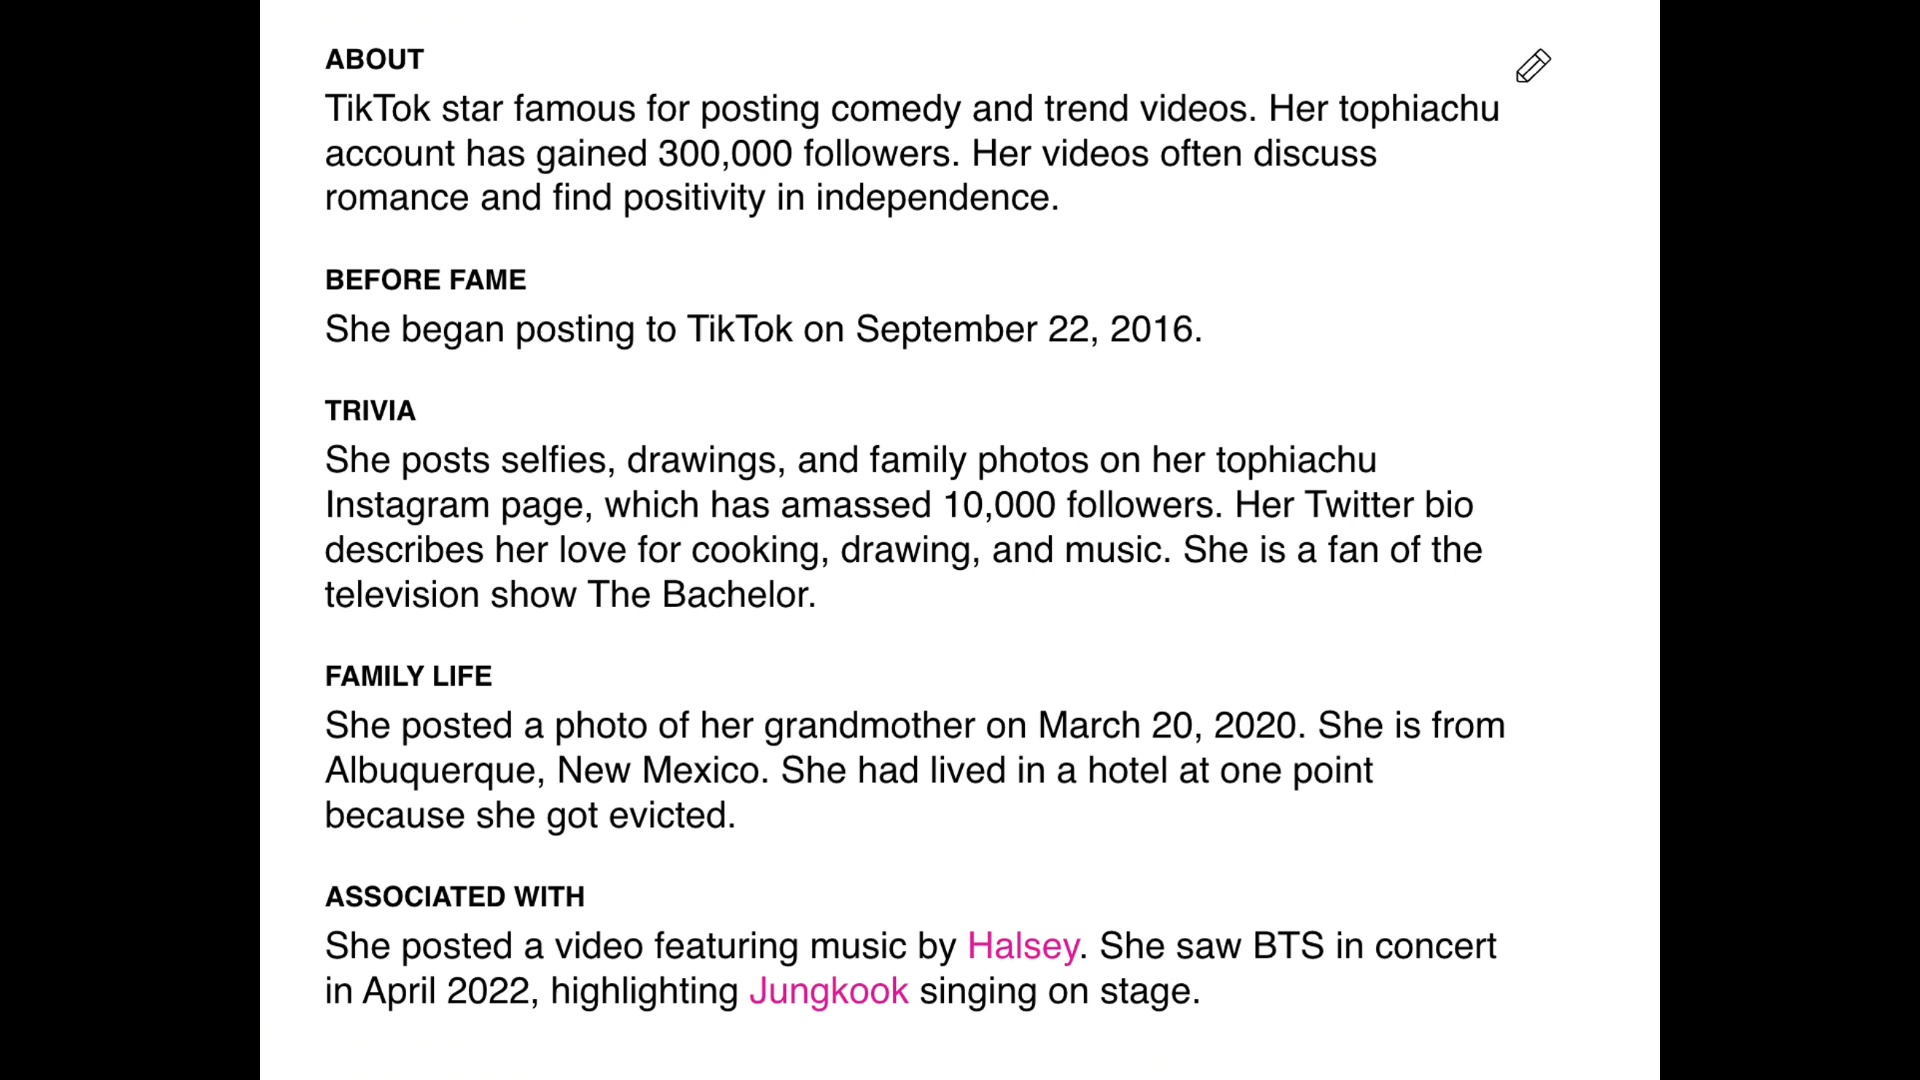 ABOUT
TikTok star famous for posting comedy and trend videos. Her tophiachu
account has gained 300,000 followers. Her videos often discuss
romance and find positivity in independence.
BEFORE FAME
She began posting to TikTok on September 22, 2016.
TRIVIA
She posts selfies, drawings, and family photos on her tophiachu
Instagram page, which has amassed 10,000 followers. Her Twitter bio
describes her love for cooking, drawing, and music. She is a fan of the
television show The Bachelor.
FAMILY LIFE
She posted a photo of her grandmother on March 20, 2020. She is from
Albuquerque, New Mexico. She had lived in a hotel at one point
because she got evicted.
ASSOCIATED WITH
She posted a video featuring music by Halsey. She saw BTS in concert
in April 2022, highlighting Jungkook singing on stage.